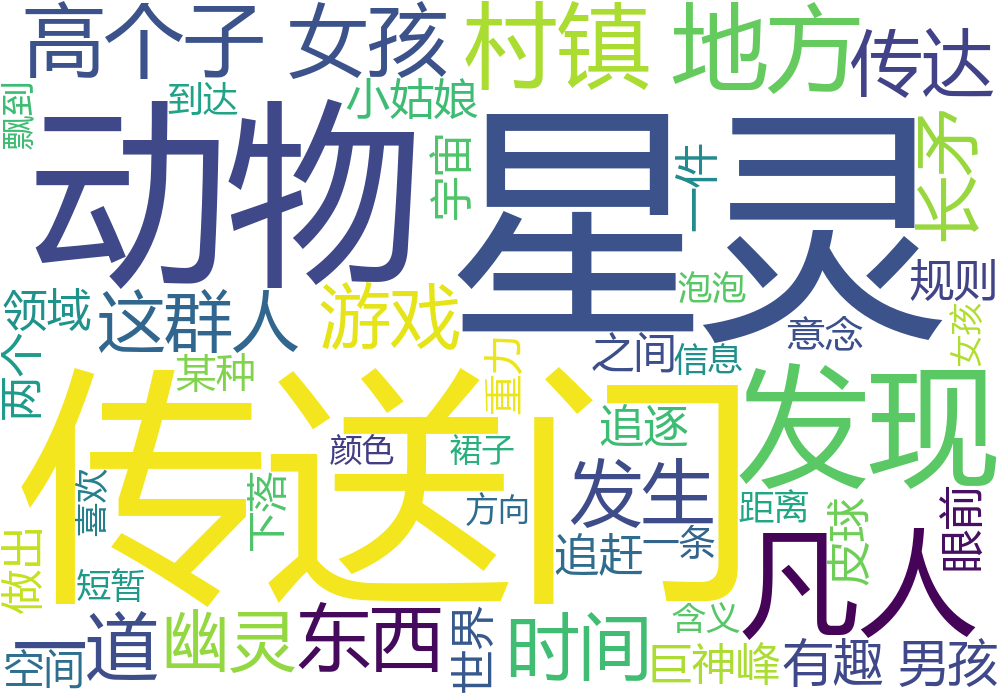 高个子
女孩
村镇
地方
传达
飘到
到达
小姑娘
动物
星灵
宇宙
一件
长矛
规则
领域
这群人
游戏
泡泡
意念
女孩
两个
某种
重力
之间
信息
传送门
发现
追逐
颜色
裙子
喜欢
下落
方向
发生
距离
眼前
做出
短暂
追赶
一条
皮球
凡人
一道
空间
幽灵
东西
世界
时间
含义
巨神峰
有趣
男孩